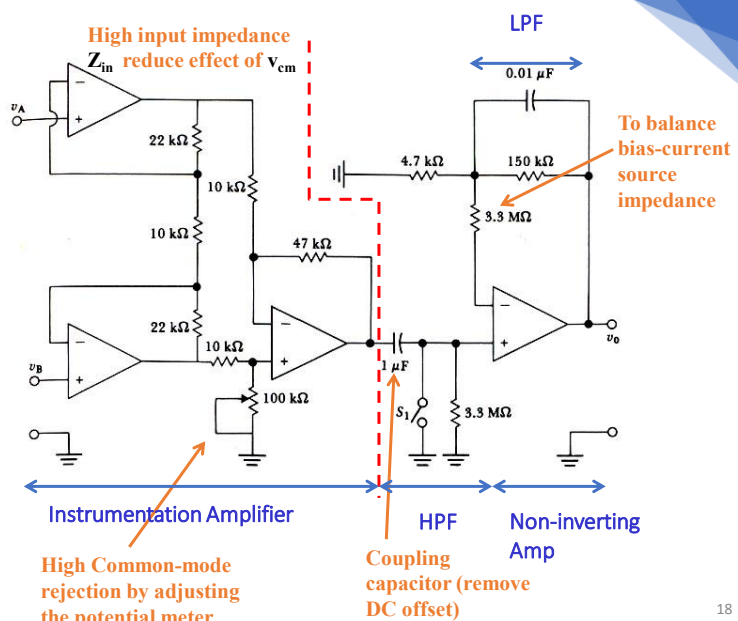 LPF
High input impedance
Zin reduce effect of vcm
0.01 μF
vA
−
+
22 kΩ
10 kΩ
10 kΩ
4.7 kΩ
150 kΩ
To balance
bias-current
source
impedance
3.3 MΩ
47 kΩ
22 kΩ
10 kΩ
−
+
vB
−
+
1 μF
−
+
vo
100 kΩ
S1
3.3 MΩ
Instrumentation Amplifier
HPF
Non-inverting
Amp
High Common-mode
rejection by adjusting
the potential meter
Coupling
capacitor (remove
DC offset)
18